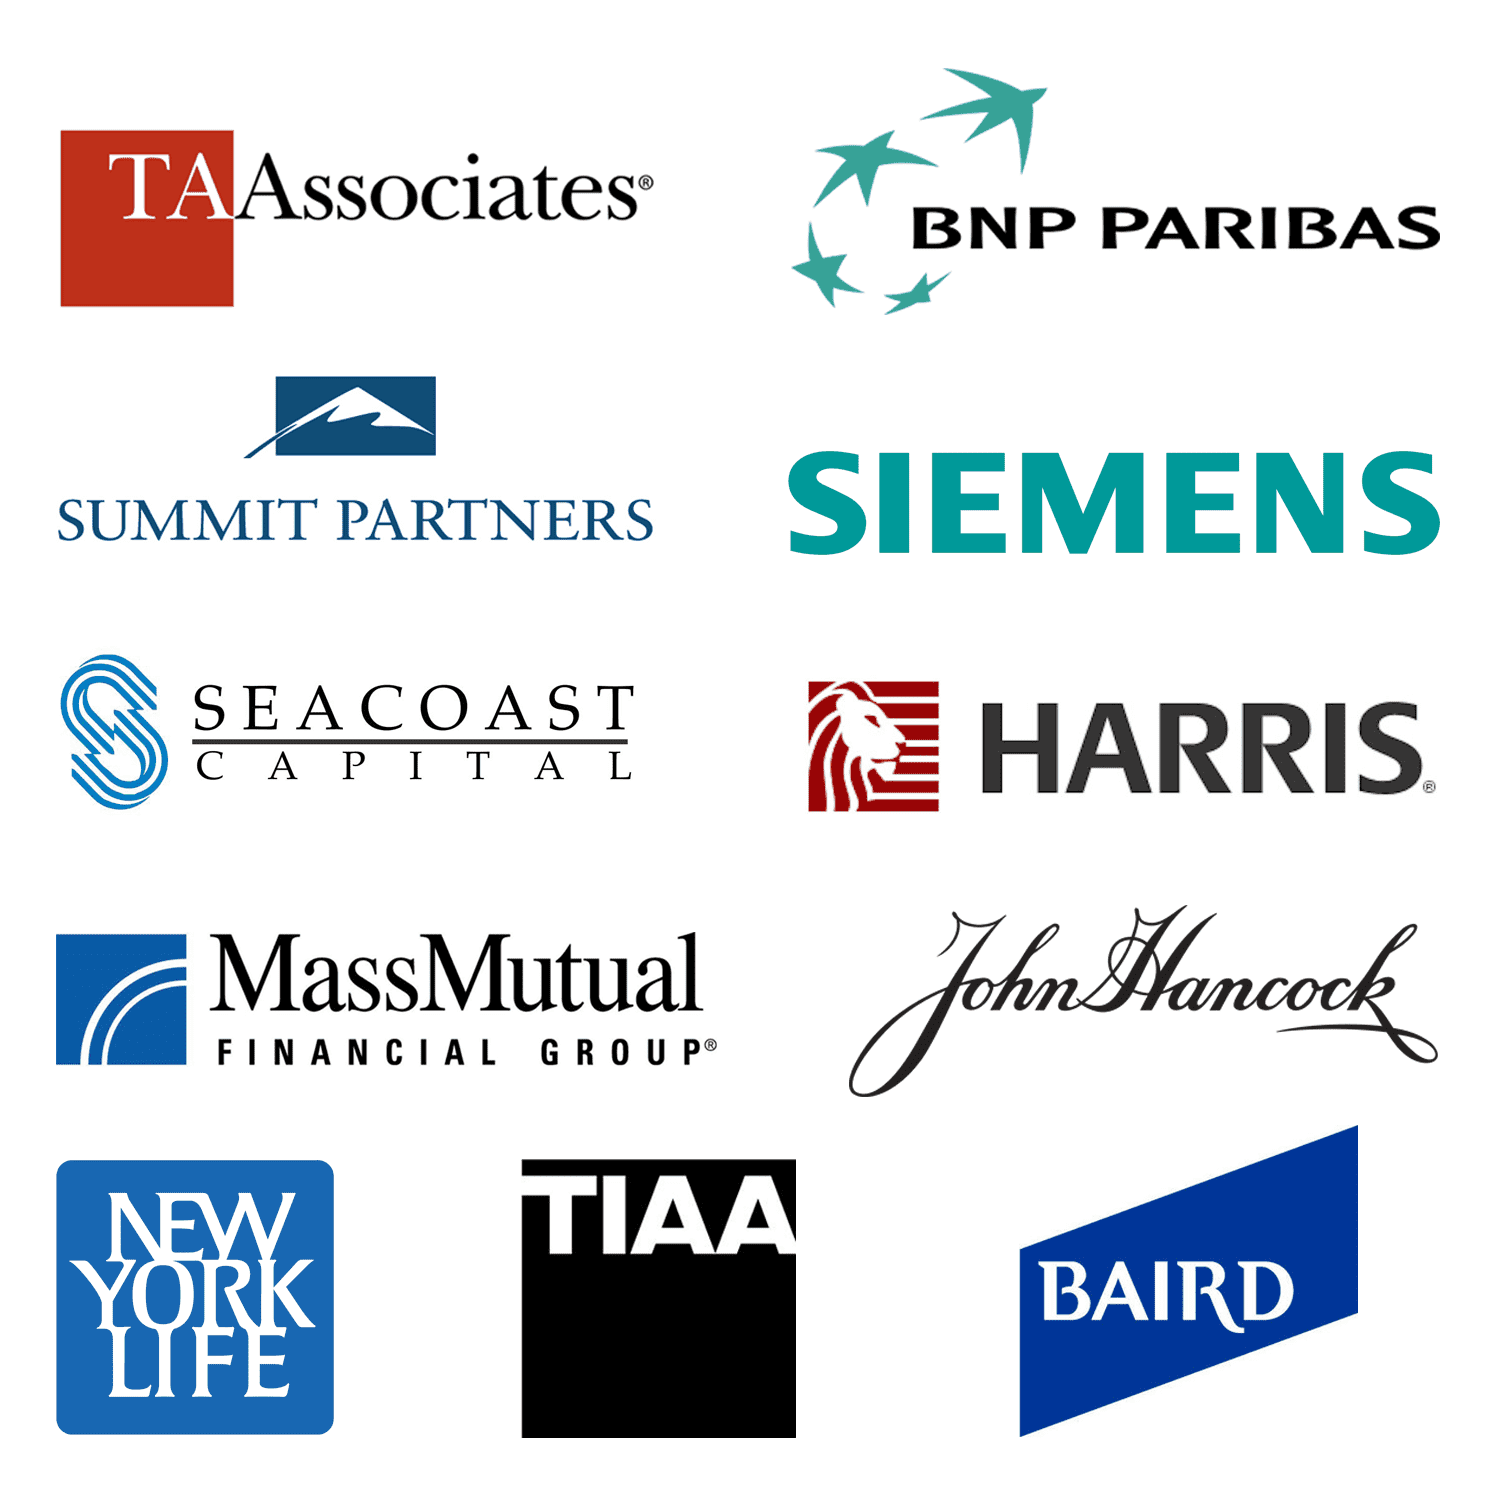 TA Associates®
BNP PARIBAS
SUMMIT PARTNERS
SIEMENS
SEACOAST
CAPITAL
HARRIS®
MassMutual
FINANCIAL GROUP®
John Hancock
NEW
YORK
LIFE
TIAA
BAIRD